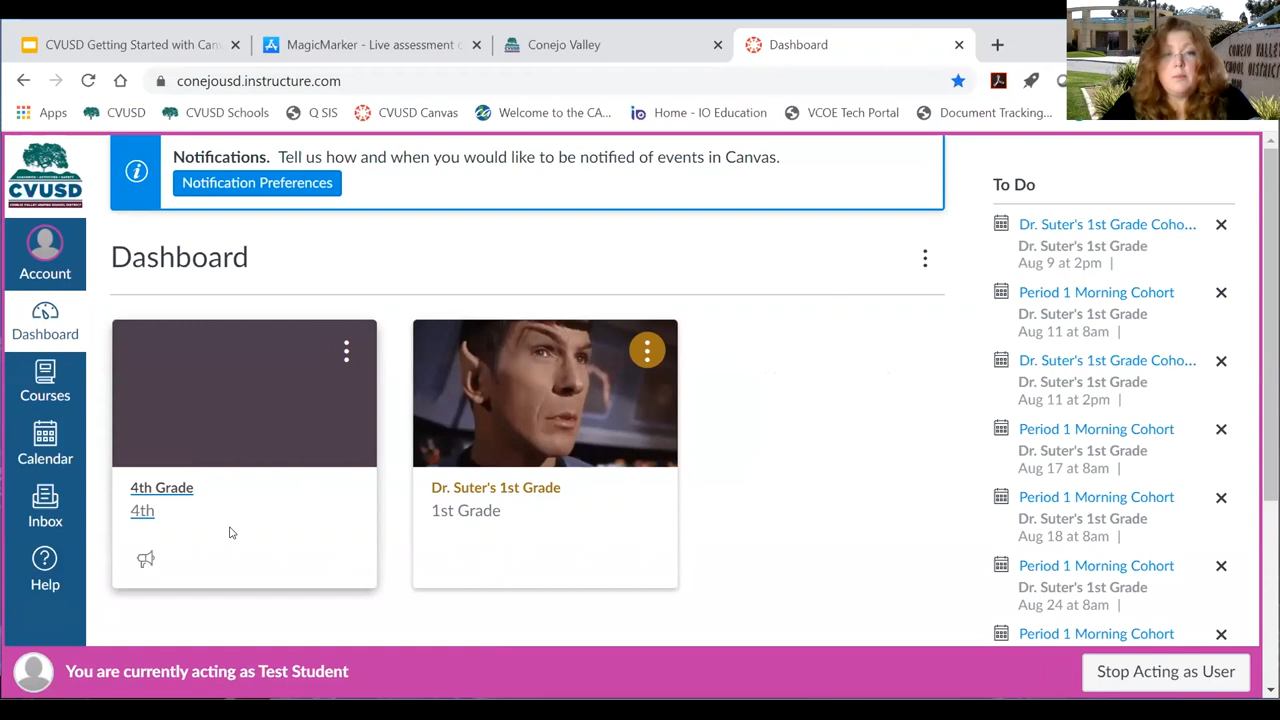 CVUSD Getting Started with Can
MagicMarker - Live assessment c
Conejo Valley
Dashboard
conejousd.instructure.com
Apps
CVUSD
CVUSD Schools
Q SIS
CVUSD Canvas
Welcome to the CA...
Home - IO Education
VCOE Tech Portal
Document Tracking...
CONEJO VALLEY
SCHOOL DISTRICT
CVUSD
Account
Dashboard
Courses
Calendar
Inbox
Help
Notifications. Tell us how and when you would like to be notified of events in Canvas.
Notification Preferences
Dashboard
4th Grade
4th
Dr. Suter's 1st Grade
1st Grade
To Do
Dr. Suter's 1st Grade Coho...
Dr. Suter's 1st Grade
Aug 9 at 2pm |
Period 1 Morning Cohort
Dr. Suter's 1st Grade
Aug 11 at 8am |
Dr. Suter's 1st Grade Coho...
Dr. Suter's 1st Grade
Aug 11 at 2pm |
Period 1 Morning Cohort
Dr. Suter's 1st Grade
Aug 17 at 8am |
Period 1 Morning Cohort
Dr. Suter's 1st Grade
Aug 18 at 8am |
Period 1 Morning Cohort
Dr. Suter's 1st Grade
Aug 24 at 8am |
Period 1 Morning Cohort
You are currently acting as Test Student
Stop Acting as User